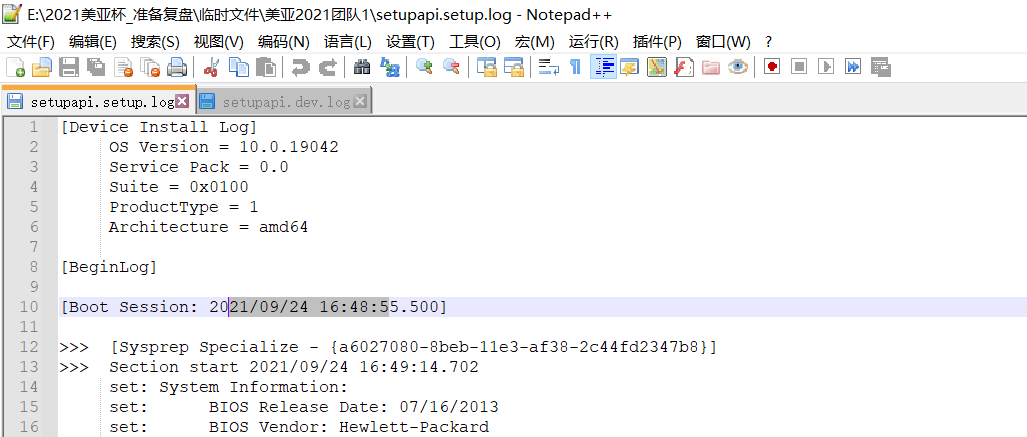 E:\2021美亚杯_准备复盘\临时文件\美亚2021团队1\setupapi.setup.log - Notepad++
文件(F) 编辑(E) 搜索(S) 视图(V) 编码(N) 语言(L) 设置(T) 工具(O) 宏(M) 运行(R) 插件(P) 窗口(W) ?
setupapi.setup.log setupapi.dev.log
1 [Device Install Log]
2 OS Version = 10.0.19042
3 Service Pack = 0.0
4 Suite = 0x0100
5 ProductType = 1
6 Architecture = amd64
7
8 [BeginLog]
9
10 [Boot Session: 2021/09/24 16:48:55.500]
11
12 >>> [Sysprep Specialize - {a6027080-8beb-11e3-af38-2c44fd2347b8}]
13 >>> Section start 2021/09/24 16:49:14.702
14 set: System Information:
15 set: BIOS Release Date: 07/16/2013
16 set: BIOS Vendor: Hewlett-Packard